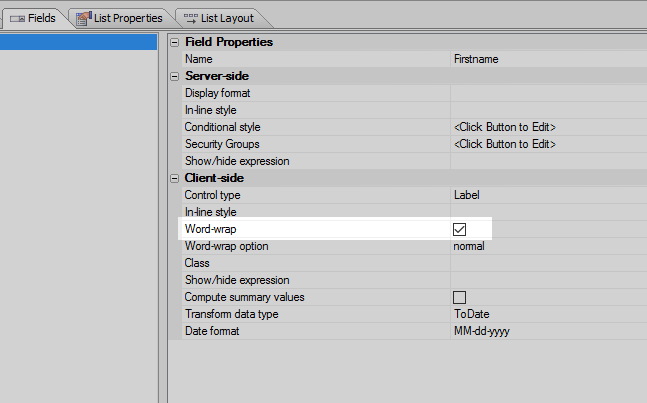 Fields List Properties List Layout
Field Properties
Name Firstname
Server-side
Display format
In-line style
Conditional style <Click Button to Edit>
Security Groups <Click Button to Edit>
Show/hide expression
Client-side
Control type Label
In-line style
Word-wrap
Word-wrap option normal
Class
Show/hide expression
Compute summary values
Transform data type ToDate
Date format MM-dd-yyyy